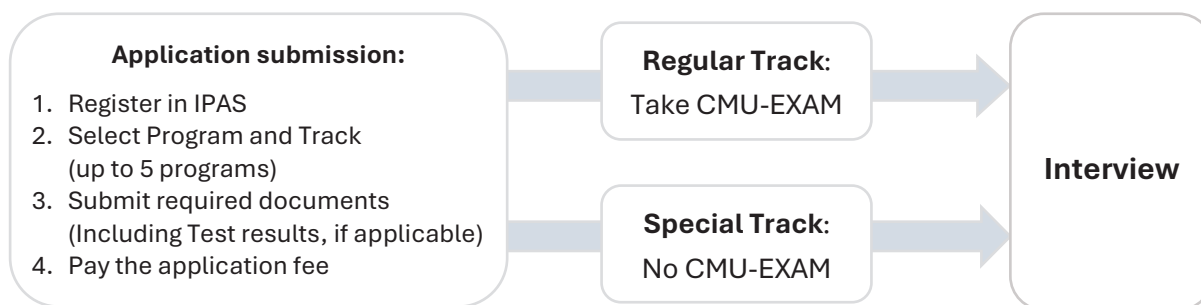 Application submission:
1. Register in IPAS
2. Select Program and Track
(up to 5 programs)
3. Submit required documents
(Including Test results, if applicable)
4. Pay the application fee
Regular Track:
Take CMU-EXAM
Special Track:
No CMU-EXAM
Interview